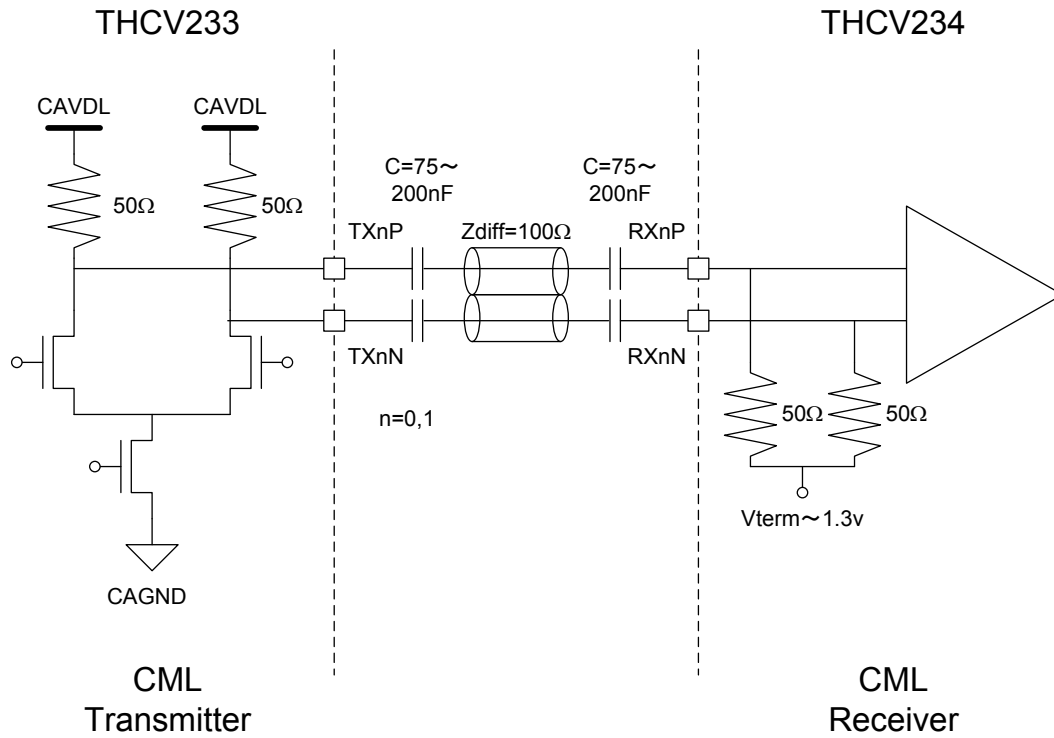 THCV233
THCV234
CAVDL
CAVDL
50Ω
50Ω
C=75～
200nF
C=75～
200nF
TXnP
Zdiff=100Ω
RXnP
TXnN
RXnN
n=0,1
50Ω
50Ω
Vterm～1.3v
CAGND
CML
Transmitter
CML
Receiver